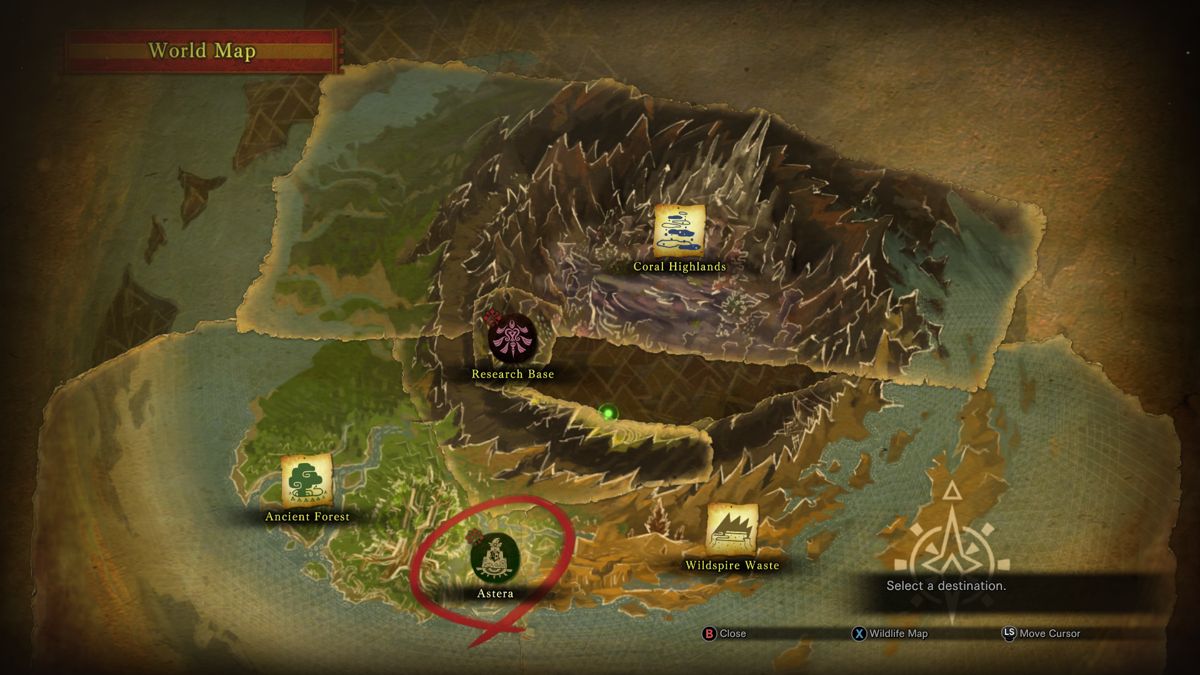 World Map
Coral Highlands
Research Base
Ancient Forest
Astera
Wildspire Waste
Select a destination.
B Close
X Wildlife Map
LS Move Cursor